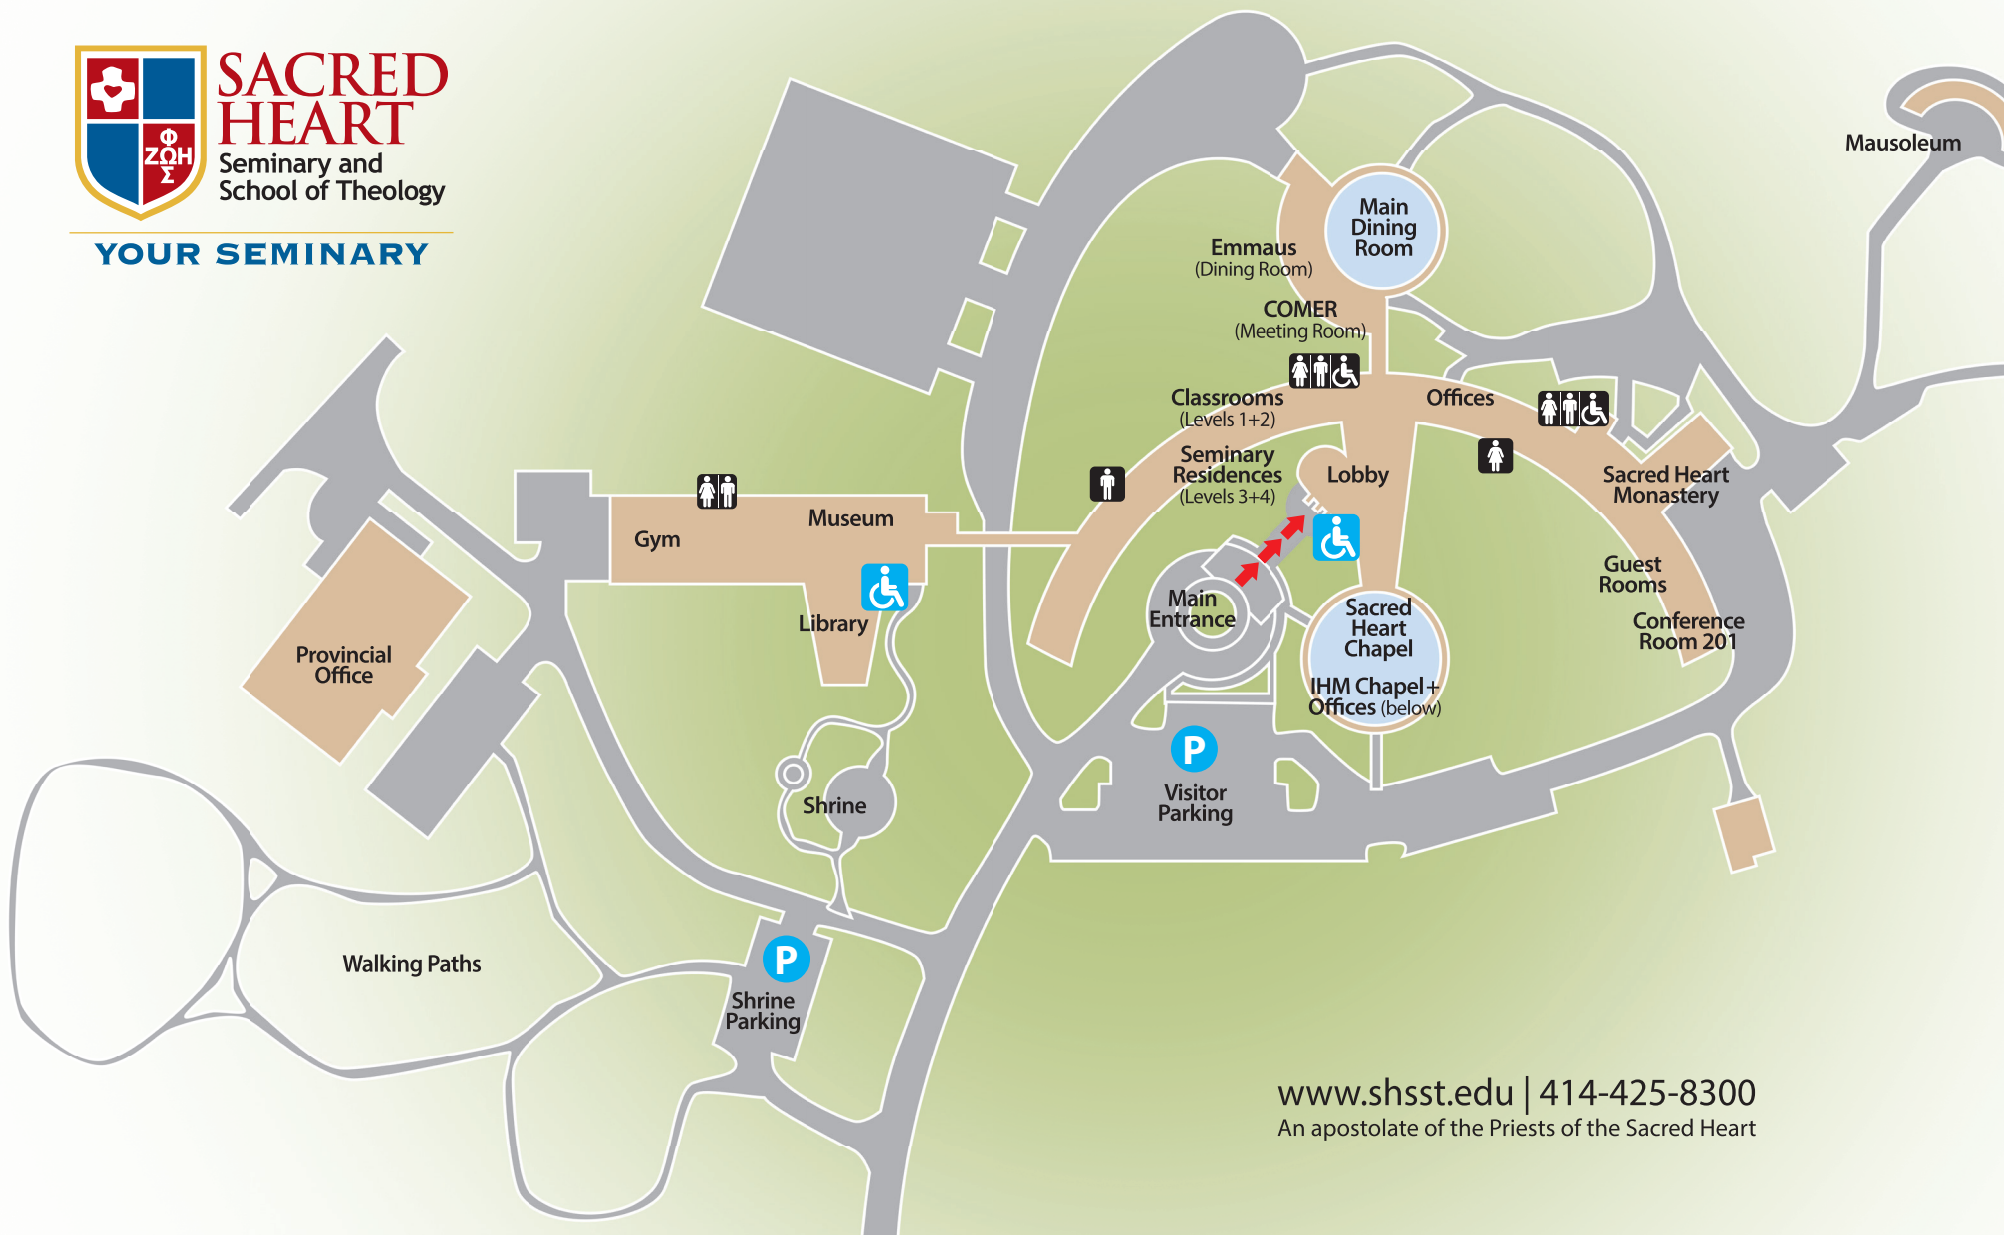 SACRED
HEART
Seminary and
School of Theology
YOUR SEMINARY
Φ
ΖΩΗ
Σ
Mausoleum
Main
Dining
Room
Emmaus
(Dining Room)
COMER
(Meeting Room)
Classrooms
(Levels 1+2)
Offices
Seminary
Residences
(Levels 3+4)
Lobby
Sacred Heart
Monastery
Museum
Gym
Guest
Rooms
Library
Main
Entrance
Sacred
Heart
Chapel
IHM Chapel+
Offices (below)
Conference
Room 201
Provincial
Office
P
Visitor
Parking
Shrine
Walking Paths
P
Shrine
Parking
www.shsst.edu | 414-425-8300
An apostolate of the Priests of the Sacred Heart